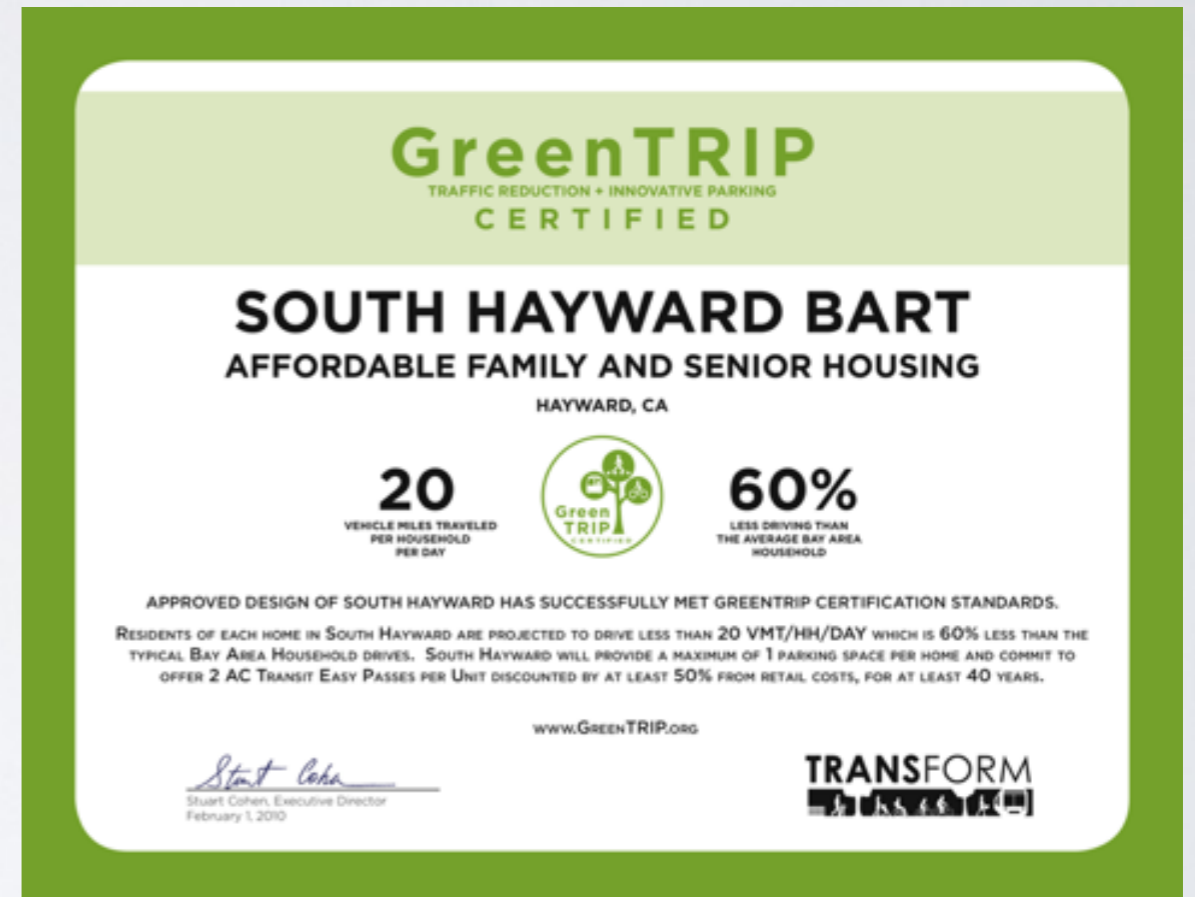 GreenTRIP
TRAFFIC REDUCTION + INNOVATIVE PARKING
CERTIFIED
SOUTH HAYWARD BART
AFFORDABLE FAMILY AND SENIOR HOUSING
HAYWARD, CA
20
VEHICLE MILES TRAVELED
PER HOUSEHOLD
PER DAY
Green
TRIP
CERTIFIED
60%
LESS DRIVING THAN
THE AVERAGE BAY AREA
HOUSEHOLD
APPROVED DESIGN OF SOUTH HAYWARD HAS SUCCESSFULLY MET GREENTRIP CERTIFICATION STANDARDS.
RESIDENTS OF EACH HOME IN SOUTH HAYWARD ARE PROJECTED TO DRIVE LESS THAN 20 VMT/HH/DAY WHICH IS 60% LESS THAN THE
TYPICAL BAY AREA HOUSEHOLD DRIVES. SOUTH HAYWARD WILL PROVIDE A MAXIMUM OF 1 PARKING SPACE PER HOME AND COMMIT TO
OFFER 2 AC TRANSIT EASY PASSES PER UNIT DISCOUNTED BY AT LEAST 50% FROM RETAIL COSTS, FOR AT LEAST 40 YEARS.
WWW.GREENTRIP.ORG
Stuart Cohen
Stuart Cohen, Executive Director
February 1, 2010
TRANSFORM